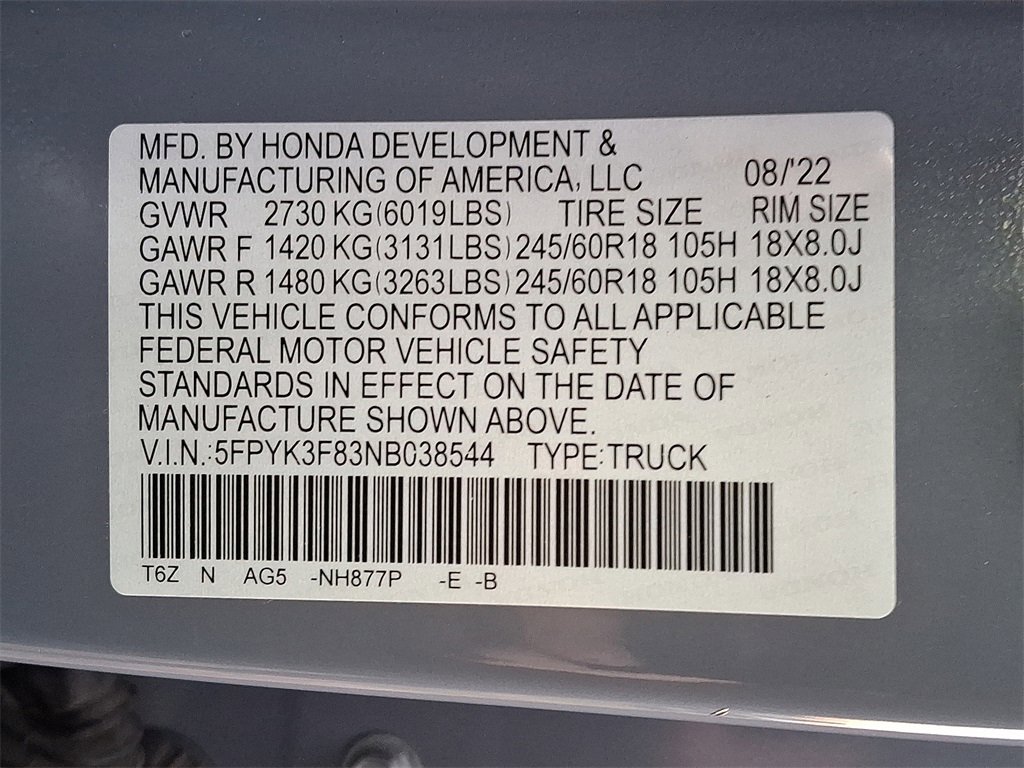 MFD. BY HONDA DEVELOPMENT &
MANUFACTURING OF AMERICA, LLC 08/'22
GVWR 2730 KG(6019LBS) TIRE SIZE RIM SIZE
GAWR F 1420 KG(3131LBS) 245/60R18 105H 18X8.0J
GAWR R 1480 KG(3263LBS) 245/60R18 105H 18X8.0J
THIS VEHICLE CONFORMS TO ALL APPLICABLE
FEDERAL MOTOR VEHICLE SAFETY
STANDARDS IN EFFECT ON THE DATE OF
MANUFACTURE SHOWN ABOVE.
V.I.N.:5FPYK3F83NB038544 TYPE:TRUCK
T6Z N AG5 -NH877P -E -B